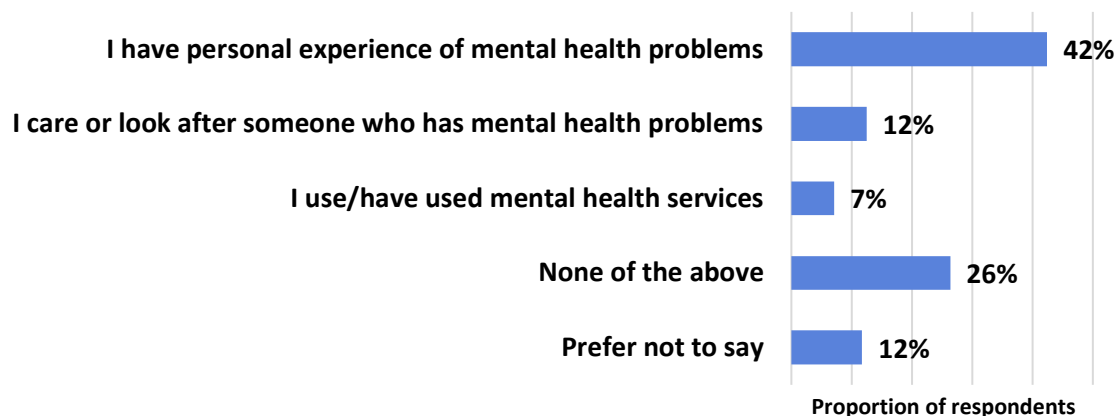 I have personal experience of mental health problems 42%
I care or look after someone who has mental health problems 12%
I use/have used mental health services 7%
None of the above 26%
Prefer not to say 12%
Proportion of respondents